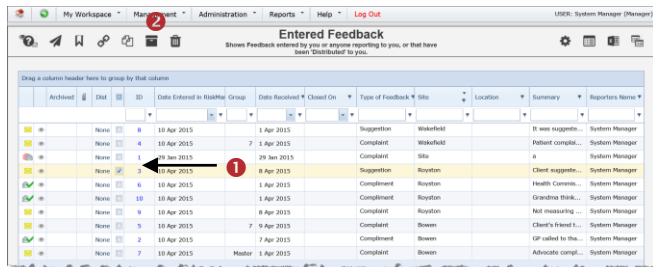 My Workspace Management Administration Reports Help Log Out USER: System Manager (Manager)
2
Entered Feedback
Shows Feedback entered by you or anyone reporting to you, or that have
been 'Distributed' to you.
Drag a column header here to group by that column
Archived Dist ID Date Entered in RiskMan Group Date Received Closed On Type of Feedback Site Location Summary Reporters Name
None 8 10 Apr 2015 1 Apr 2015 Suggestion Wakefield It was suggeste... System Manager
None 4 10 Apr 2015 7 1 Apr 2015 Complaint Wakefield Patient complai... System Manager
None 1 29 Jan 2015 29 Jan 2015 Complaint Situ a System Manager
None 3 10 Apr 2015 8 Apr 2015 Suggestion Royston Client suggeste... System Manager
1
None 6 10 Apr 2015 1 Apr 2015 Compliment Royston Health Commis... System Manager
None 10 10 Apr 2015 1 Apr 2015 Compliment Royston Grandma think... System Manager
None 9 10 Apr 2015 8 Apr 2015 Complaint Royston Not measuring ... System Manager
None 5 10 Apr 2015 7 9 Apr 2015 Complaint Bowen Client's friend t... System Manager
None 2 10 Apr 2015 7 Apr 2015 Compliment Bowen GP called to tha... System Manager
None 7 10 Apr 2015 Master 1 Apr 2015 Complaint Bowen Advocate compl... System Manager